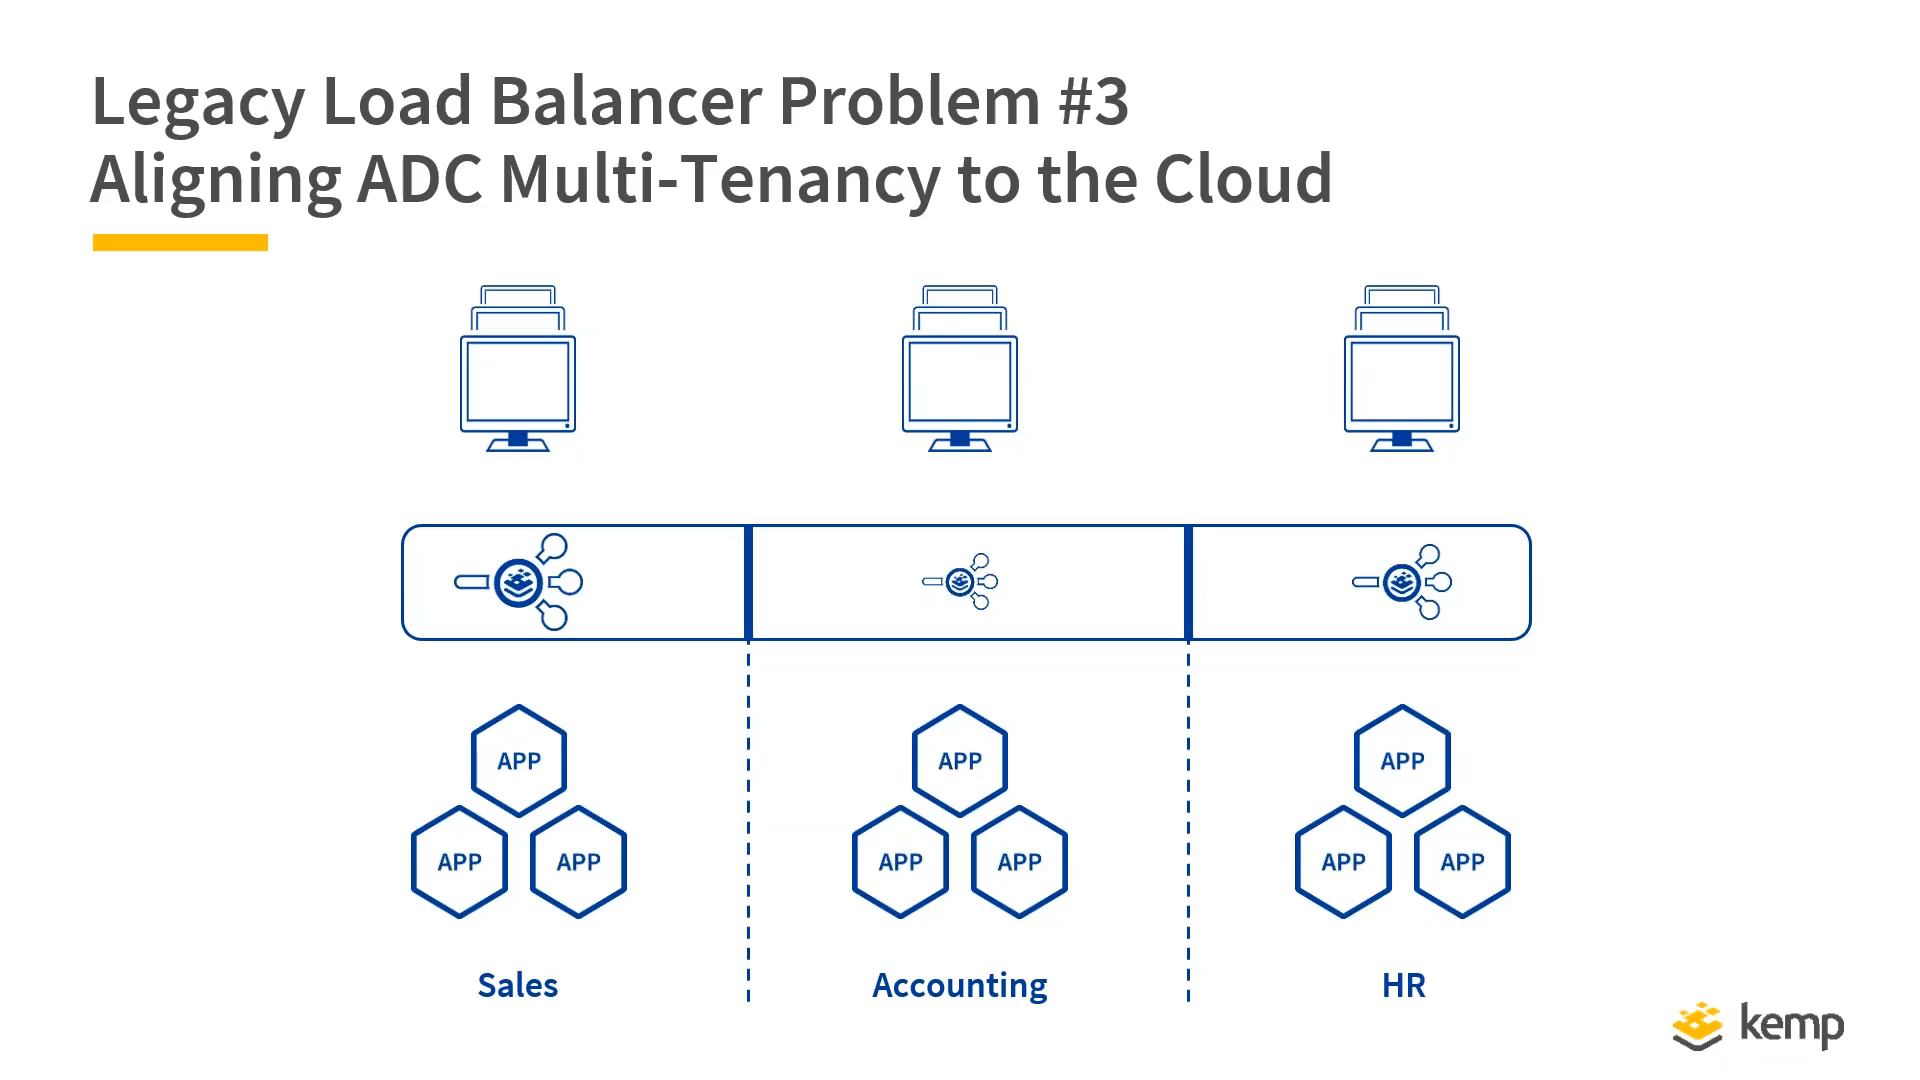 Legacy Load Balancer Problem #3
Aligning ADC Multi-Tenancy to the Cloud
APP
APP
APP
APP APP
APP APP
APP APP
Sales
Accounting
HR
kemp